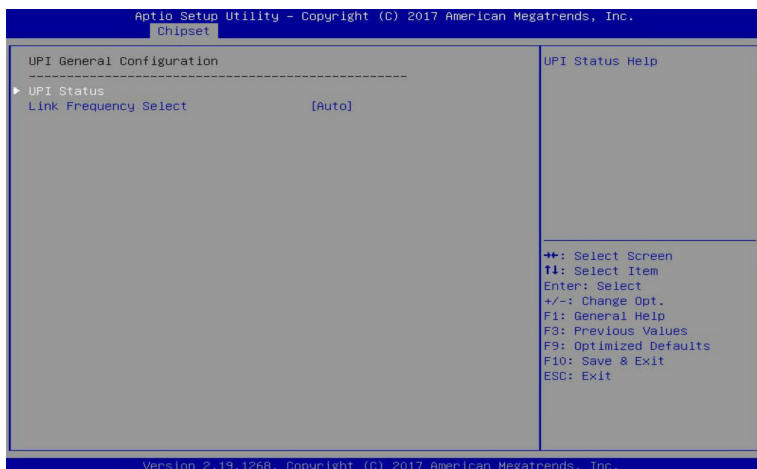 Aptio Setup Utility – Copyright (C) 2017 American Megatrends, Inc.
Chipset
UPI General Configuration
------------------------------------------------
UPI Status
Link Frequency Select [Auto]
UPI Status Help
→←: Select Screen
↑↓: Select Item
Enter: Select
+/-: Change Opt.
F1: General Help
F3: Previous Values
F9: Optimized Defaults
F10: Save & Exit
ESC: Exit
Version 2.19.1268. Copyright (C) 2017 American Megatrends, Inc.